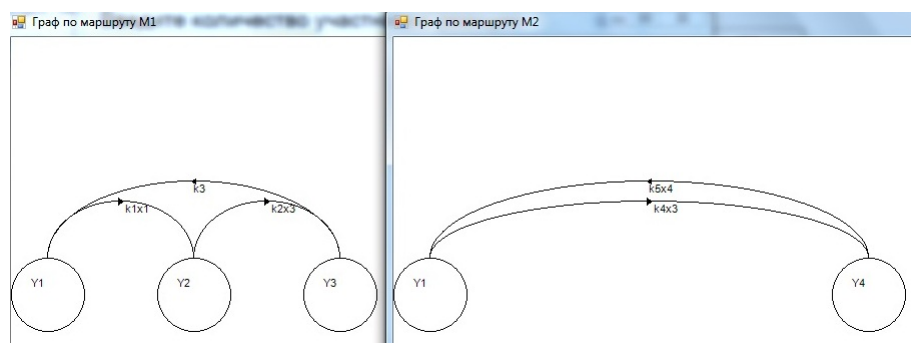 Граф по маршруту M1
k3
k1x1
k2x3
Y1
Y2
Y3
Граф по маршруту M2
k5x4
k4x3
Y1
Y4